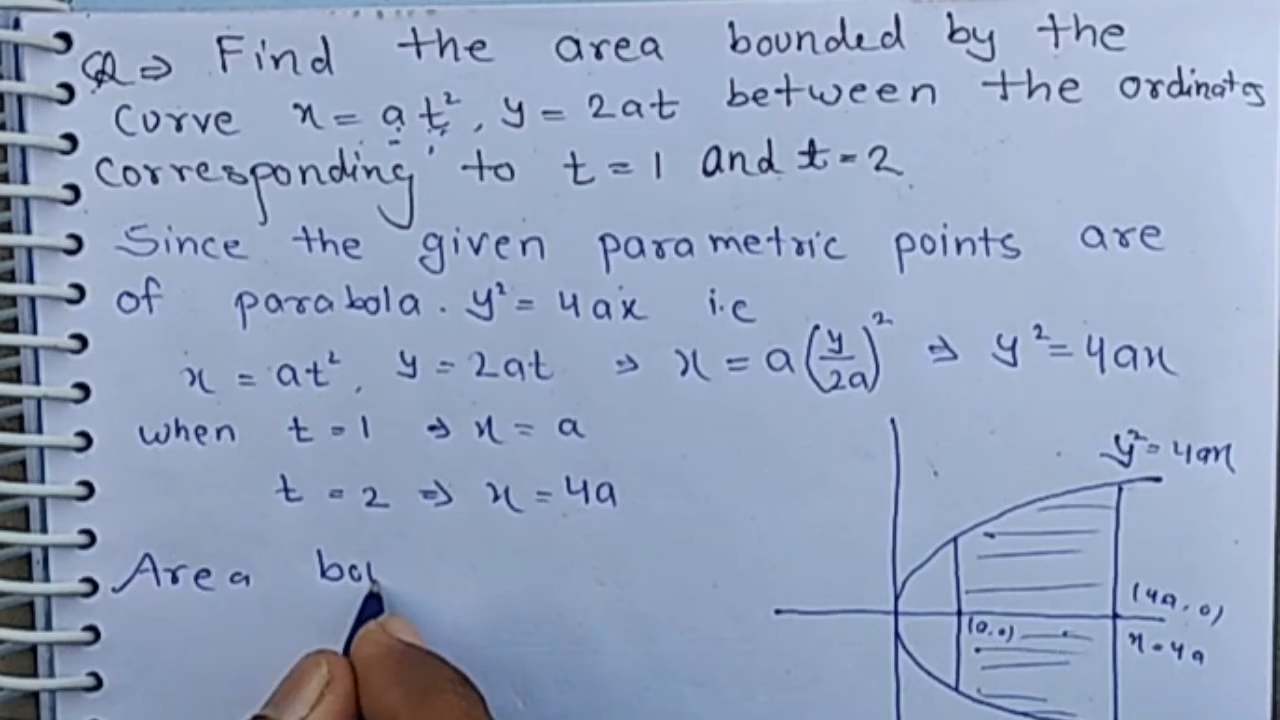 Q ⇒ Find the area bounded by the
curve x = at², y = 2at between the ordinates
corresponding to t = 1 and t = 2
Since the given parametric points are
of parabola. y² = 4ax i.e
x = at², y = 2at ⇒ x = a(y/2a)² ⇒ y² = 4ax
when t = 1 ⇒ x = a
t = 2 ⇒ x = 4a
Area bou
y² = 4ax
(4a, 0)
(a, 0)
x = 4a